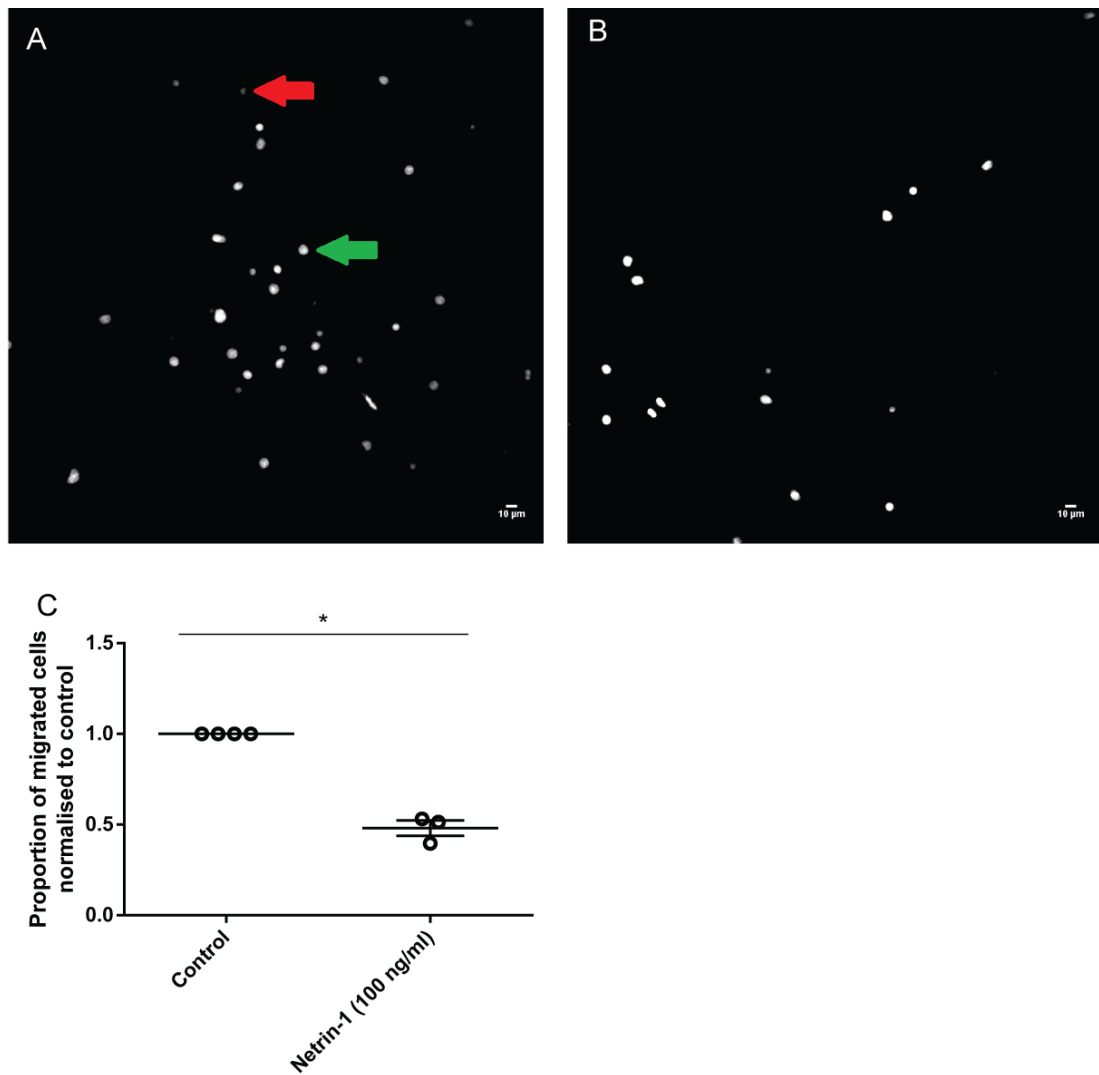 A
B
10 µm
10 µm
C
*
Proportion of migrated cells
normalised to control
1.5
1.0
0.5
0.0
Control
Netrin-1 (100 ng/ml)